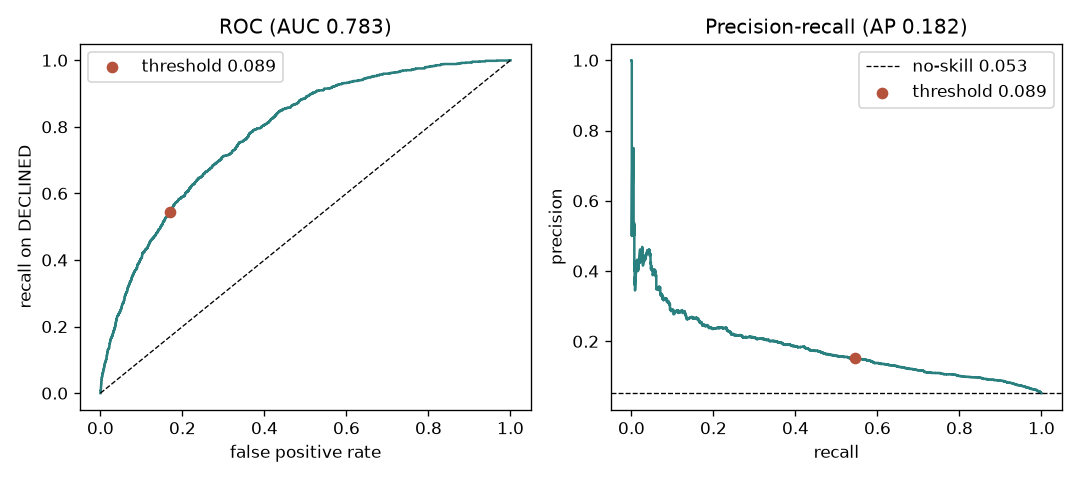 ROC (AUC 0.783)
threshold 0.089
1.0
0.8
0.6
0.4
0.2
0.0
recall on DECLINED
0.0 0.2 0.4 0.6 0.8 1.0
false positive rate
Precision-recall (AP 0.182)
no-skill 0.053
threshold 0.089
1.0
0.8
0.6
0.4
0.2
precision
0.0 0.2 0.4 0.6 0.8 1.0
recall